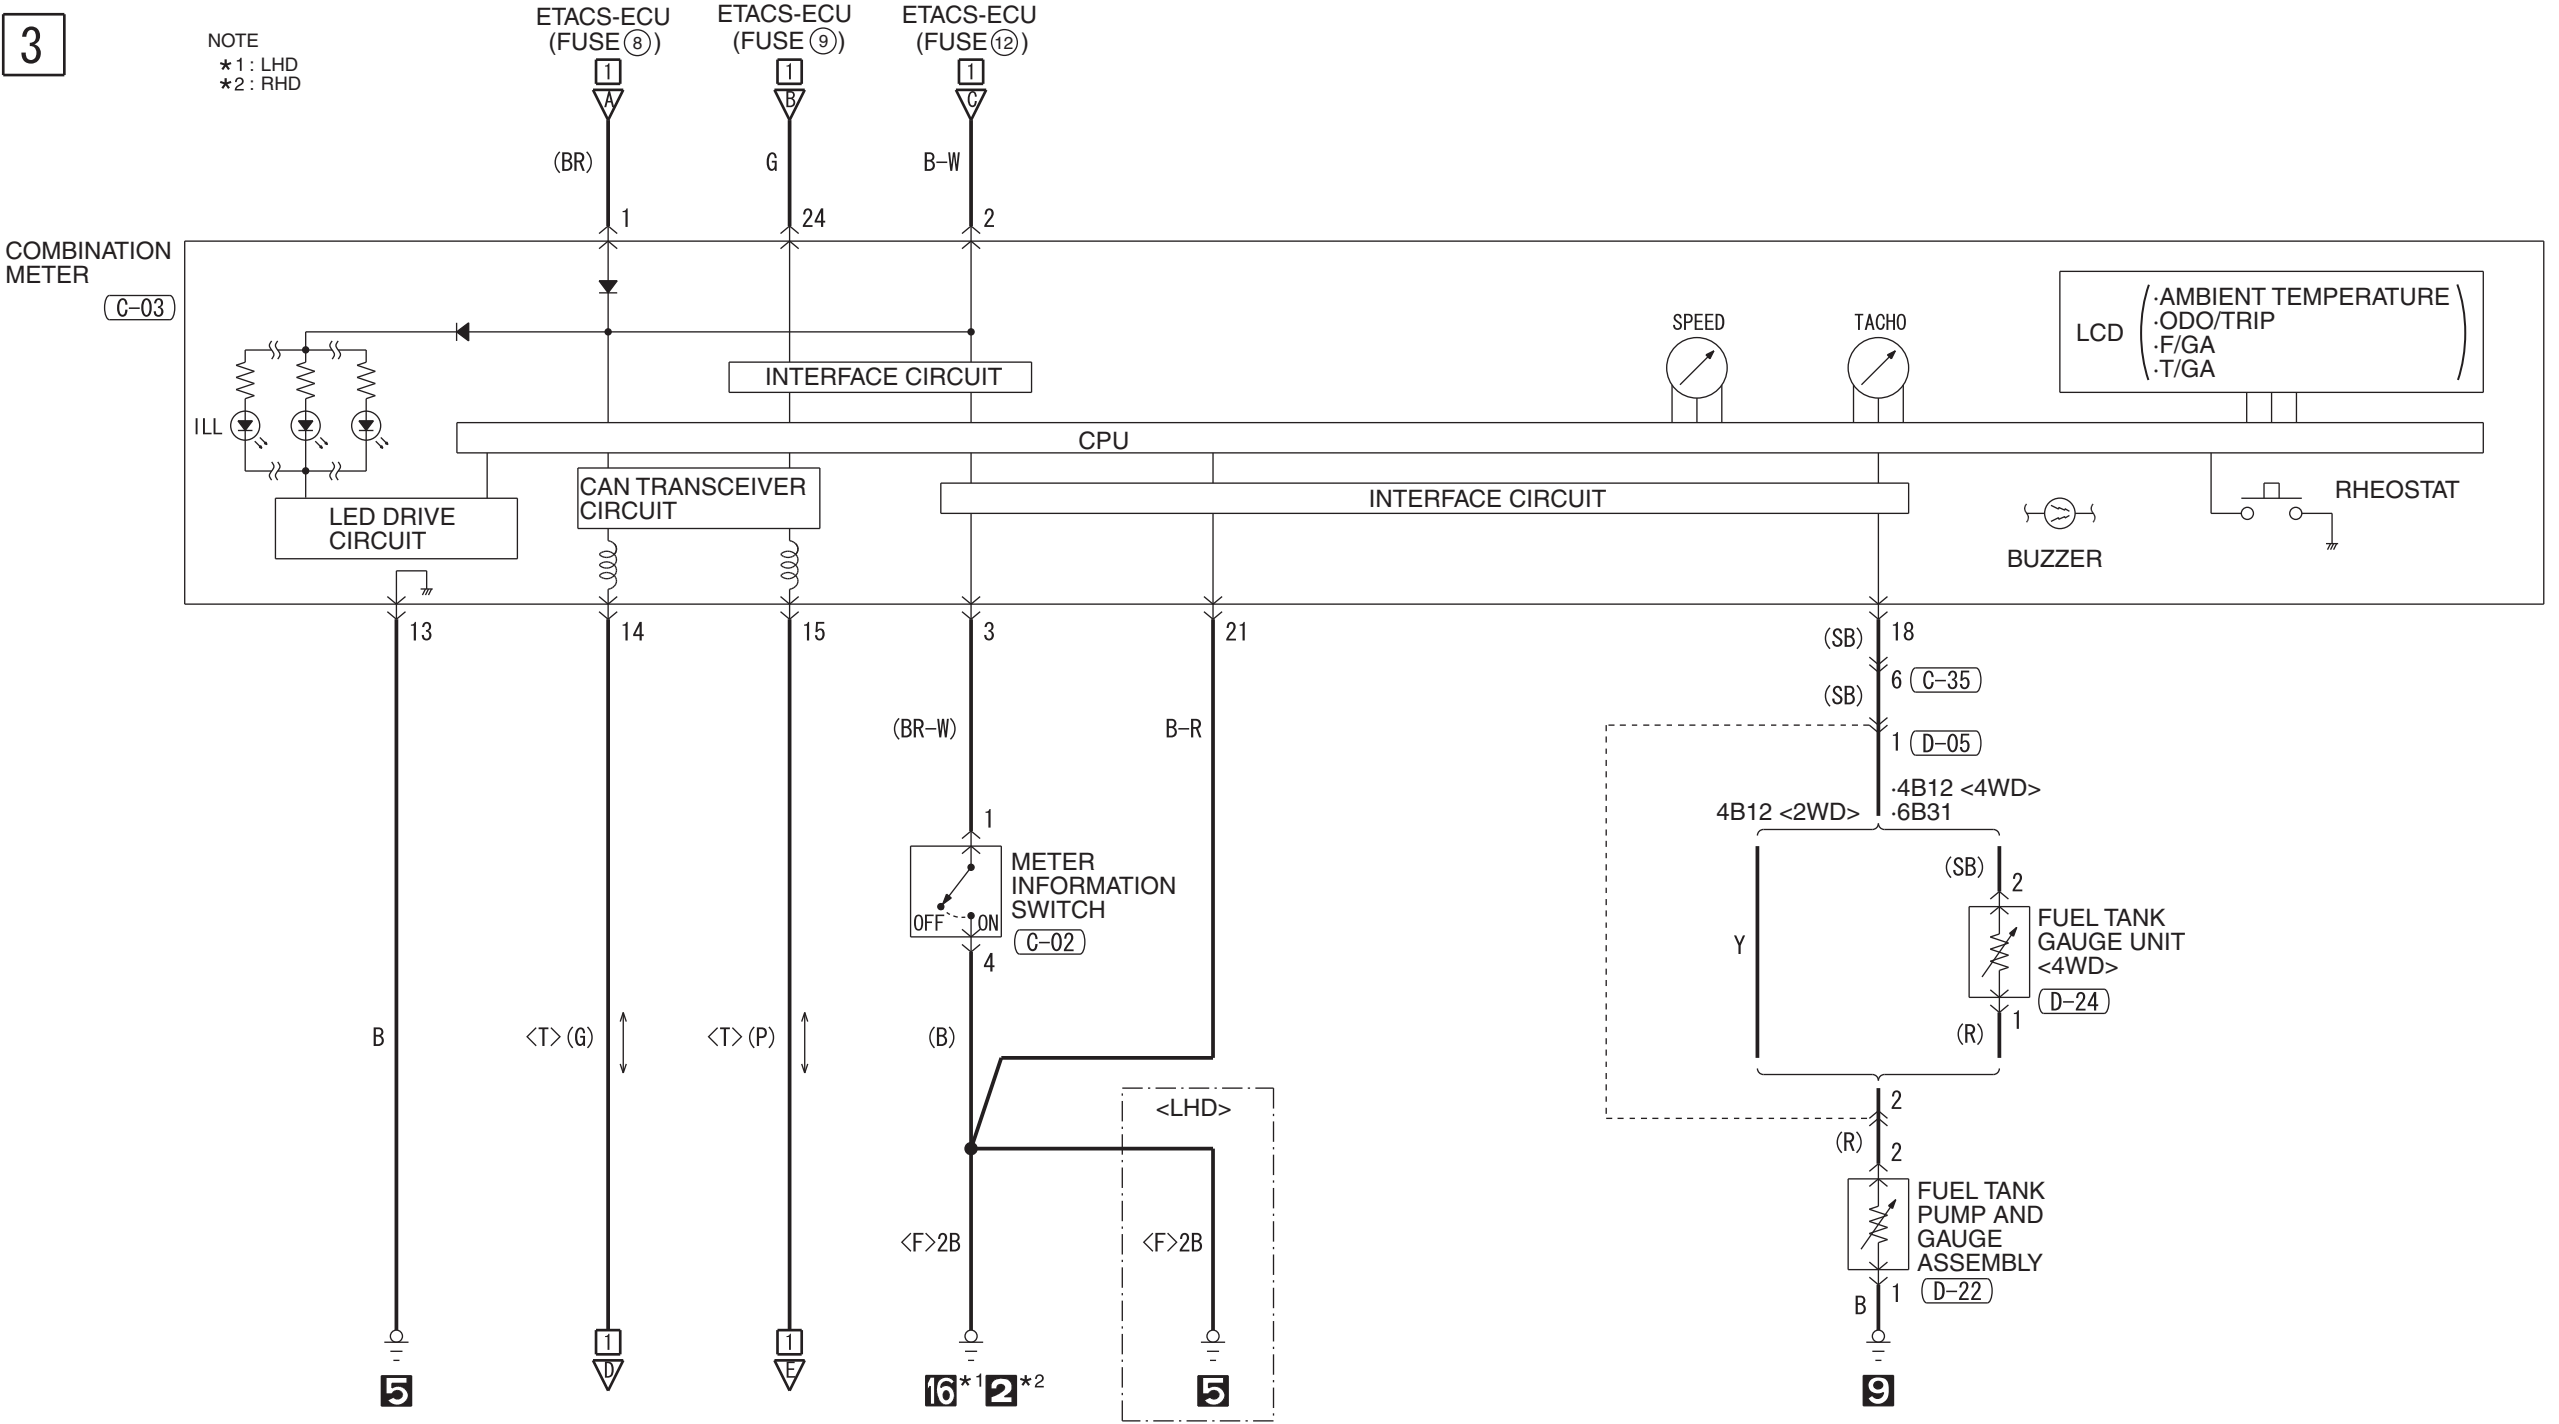 3
NOTE
*1 : LHD
*2 : RHD
ETACS-ECU
(FUSE 8)
1
A
ETACS-ECU
(FUSE 9)
1
B
ETACS-ECU
(FUSE 12)
1
C
(BR)
G
B-W
1
24
2
COMBINATION
METER
C-03
SPEED
TACHO
LCD
·AMBIENT TEMPERATURE
·ODO/TRIP
·F/GA
·T/GA
INTERFACE CIRCUIT
ILL
CPU
LED DRIVE
CIRCUIT
CAN TRANSCEIVER
CIRCUIT
INTERFACE CIRCUIT
BUZZER
RHEOSTAT
13
14
15
3
21
18
(SB)
6
C-35
(SB)
(BR-W)
B-R
1
D-05
4B12 <2WD>
·4B12 <4WD>
·6B31
1
METER
INFORMATION
SWITCH
OFF
ON
C-02
4
(SB)
2
Y
FUEL TANK
GAUGE UNIT
<4WD>
D-24
1
(R)
B
<T>(G)
<T>(P)
(B)
<LHD>
2
(R)
2
FUEL TANK
PUMP AND
GAUGE
ASSEMBLY
D-22
1
B
<F>2B
<F>2B
5
1
D
1
E
16*1 2*2
5
9